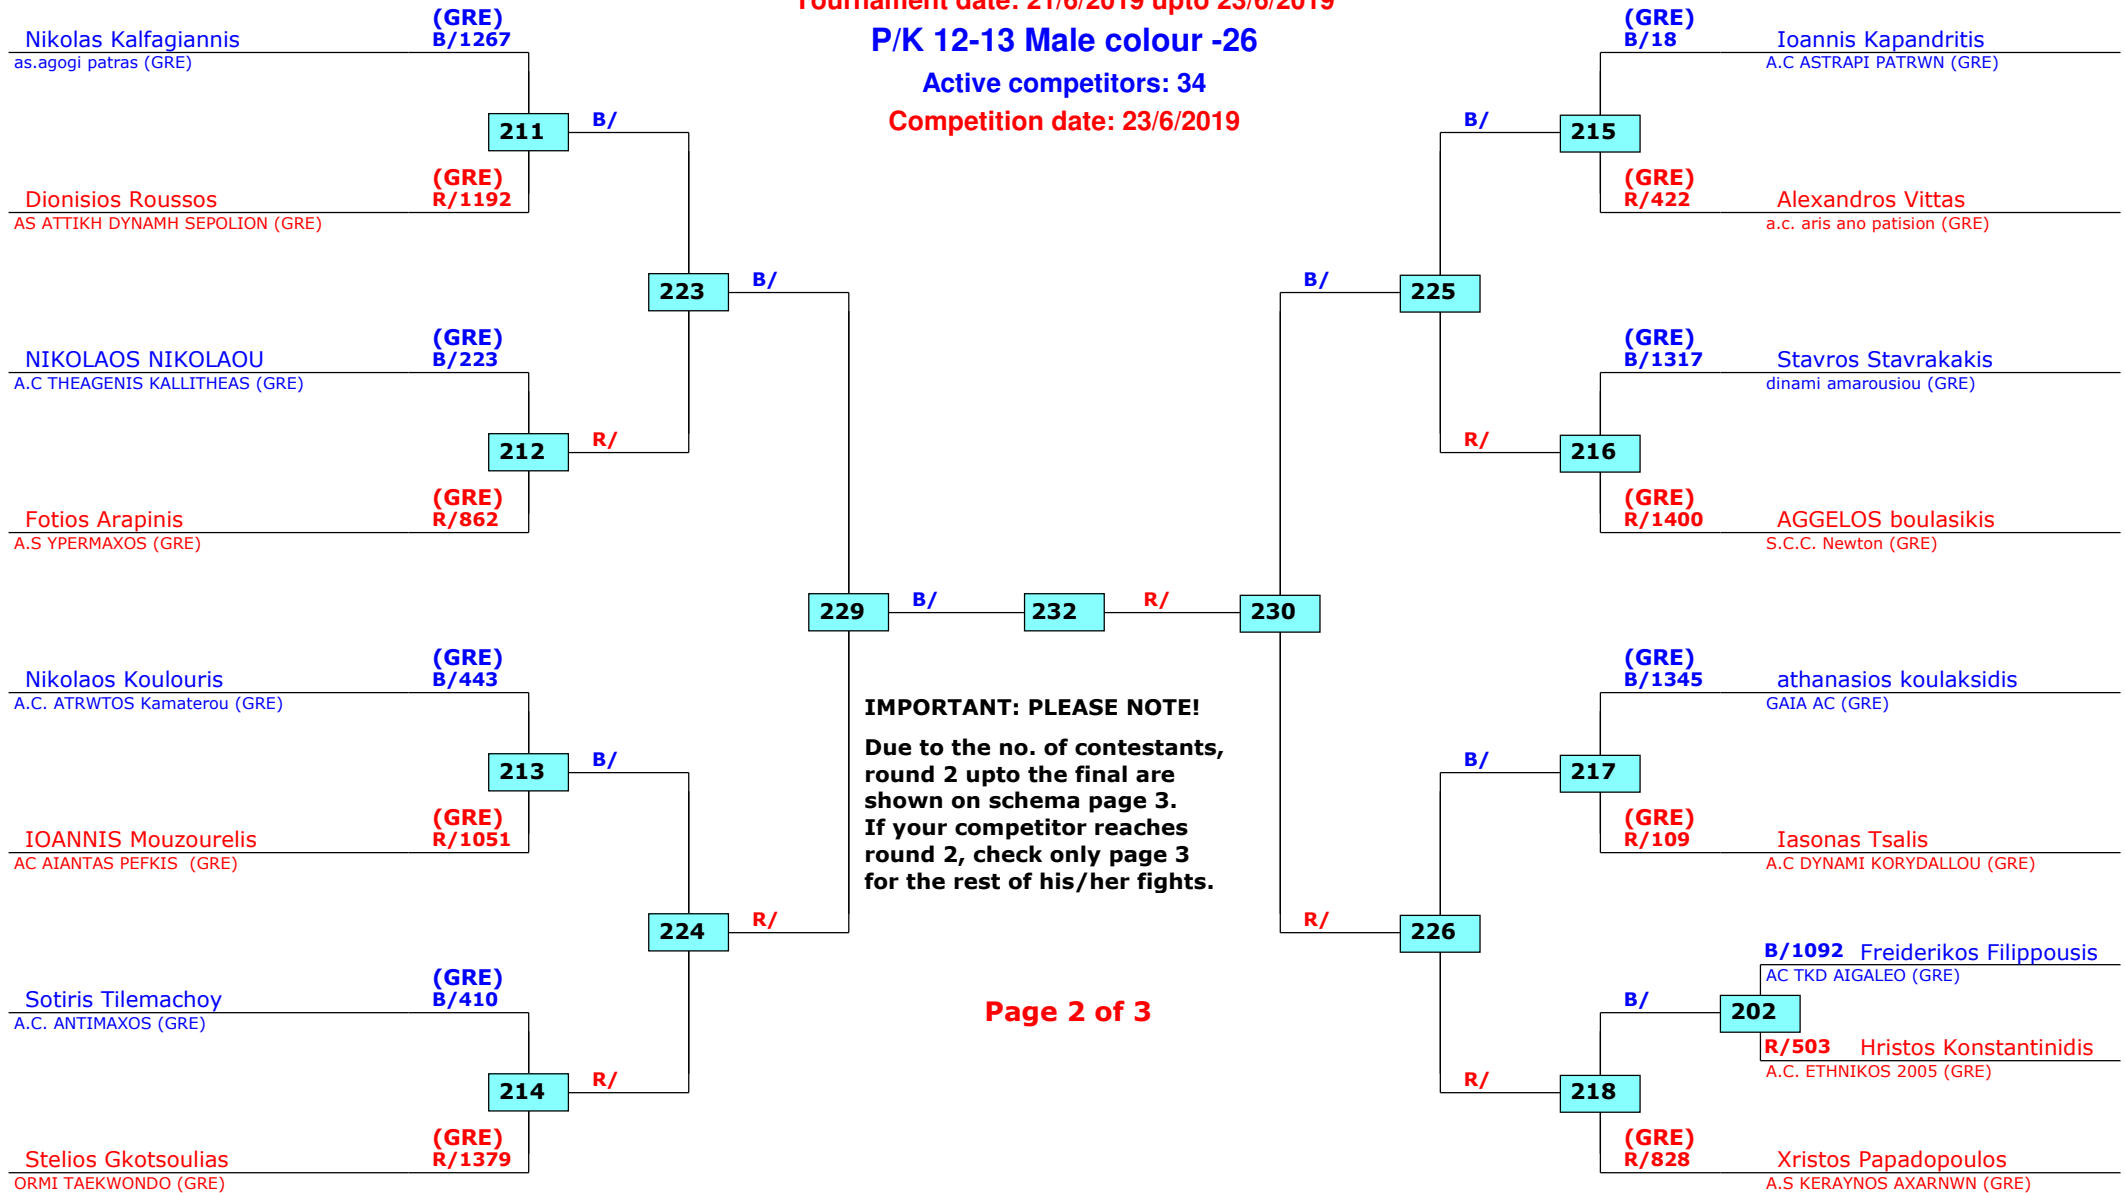 Tournament date: 21/6/2019 upto 23/6/2019
P/K 12-13 Male colour -26
Active competitors: 34
Competition date: 23/6/2019
(GRE)
Nikolas Kalfagiannis B/1267
as.agogi patras (GRE)
211 B/
(GRE)
Dionisios Roussos R/1192
AS ATTIKH DYNAMH SEPOLION (GRE)
223 B/
(GRE)
NIKOLAOS NIKOLAOU B/223
A.C THEAGENIS KALLITHEAS (GRE)
212 R/
(GRE)
Fotios Arapinis R/862
A.S YPERMAXOS (GRE)
229 B/ 232 R/ 230
(GRE)
Nikolaos Koulouris B/443
A.C. ATRWTOS Kamaterou (GRE)
213 B/
(GRE)
IOANNIS Mouzourelis R/1051
AC AIANTAS PEFKIS (GRE)
224 R/
(GRE)
Sotiris Tilemachoy B/410
A.C. ANTIMAXOS (GRE)
214 R/
(GRE)
Stelios Gkotsoulias R/1379
ORMI TAEKWONDO (GRE)
IMPORTANT: PLEASE NOTE!
Due to the no. of contestants,
round 2 upto the final are
shown on schema page 3.
If your competitor reaches
round 2, check only page 3
for the rest of his/her fights.
Page 2 of 3
(GRE)
B/18 Ioannis Kapandritis
A.C ASTRAPI PATRWN (GRE)
B/ 215
(GRE)
R/422 Alexandros Vittas
a.c. aris ano patision (GRE)
B/ 225
(GRE)
B/1317 Stavros Stavrakakis
dinami amarousiou (GRE)
R/ 216
(GRE)
R/1400 AGGELOS boulasikis
S.C.C. Newton (GRE)
(GRE)
B/1345 athanasios koulaksidis
GAIA AC (GRE)
B/ 217
(GRE)
R/109 Iasonas Tsalis
A.C DYNAMI KORYDALLOU (GRE)
R/ 226
B/1092 Freiderikos Filippousis
AC TKD AIGALEO (GRE)
B/ 202
R/503 Hristos Konstantinidis
A.C. ETHNIKOS 2005 (GRE)
R/ 218
(GRE)
R/828 Xristos Papadopoulos
A.S KERAYNOS AXARNWN (GRE)